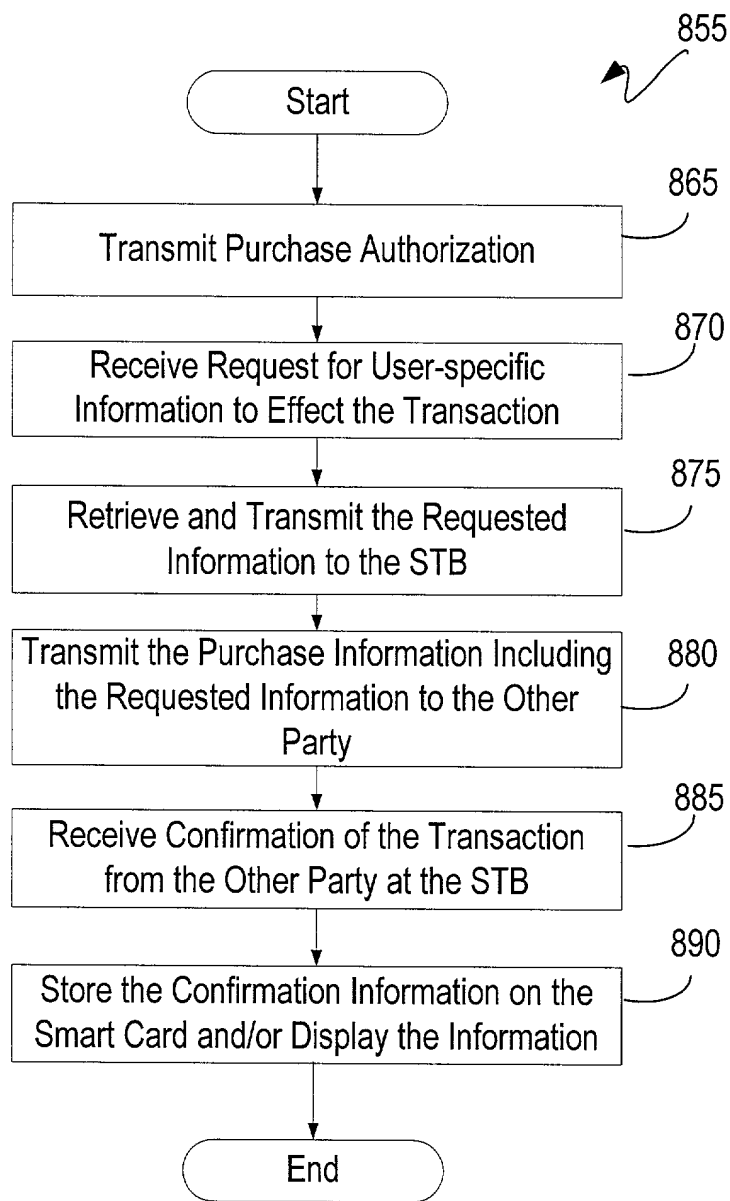 855
Start
865
Transmit Purchase Authorization
870
Receive Request for User-specific
Information to Effect the Transaction
875
Retrieve and Transmit the Requested
Information to the STB
880
Transmit the Purchase Information Including
the Requested Information to the Other
Party
885
Receive Confirmation of the Transaction
from the Other Party at the STB
890
Store the Confirmation Information on the
Smart Card and/or Display the Information
End